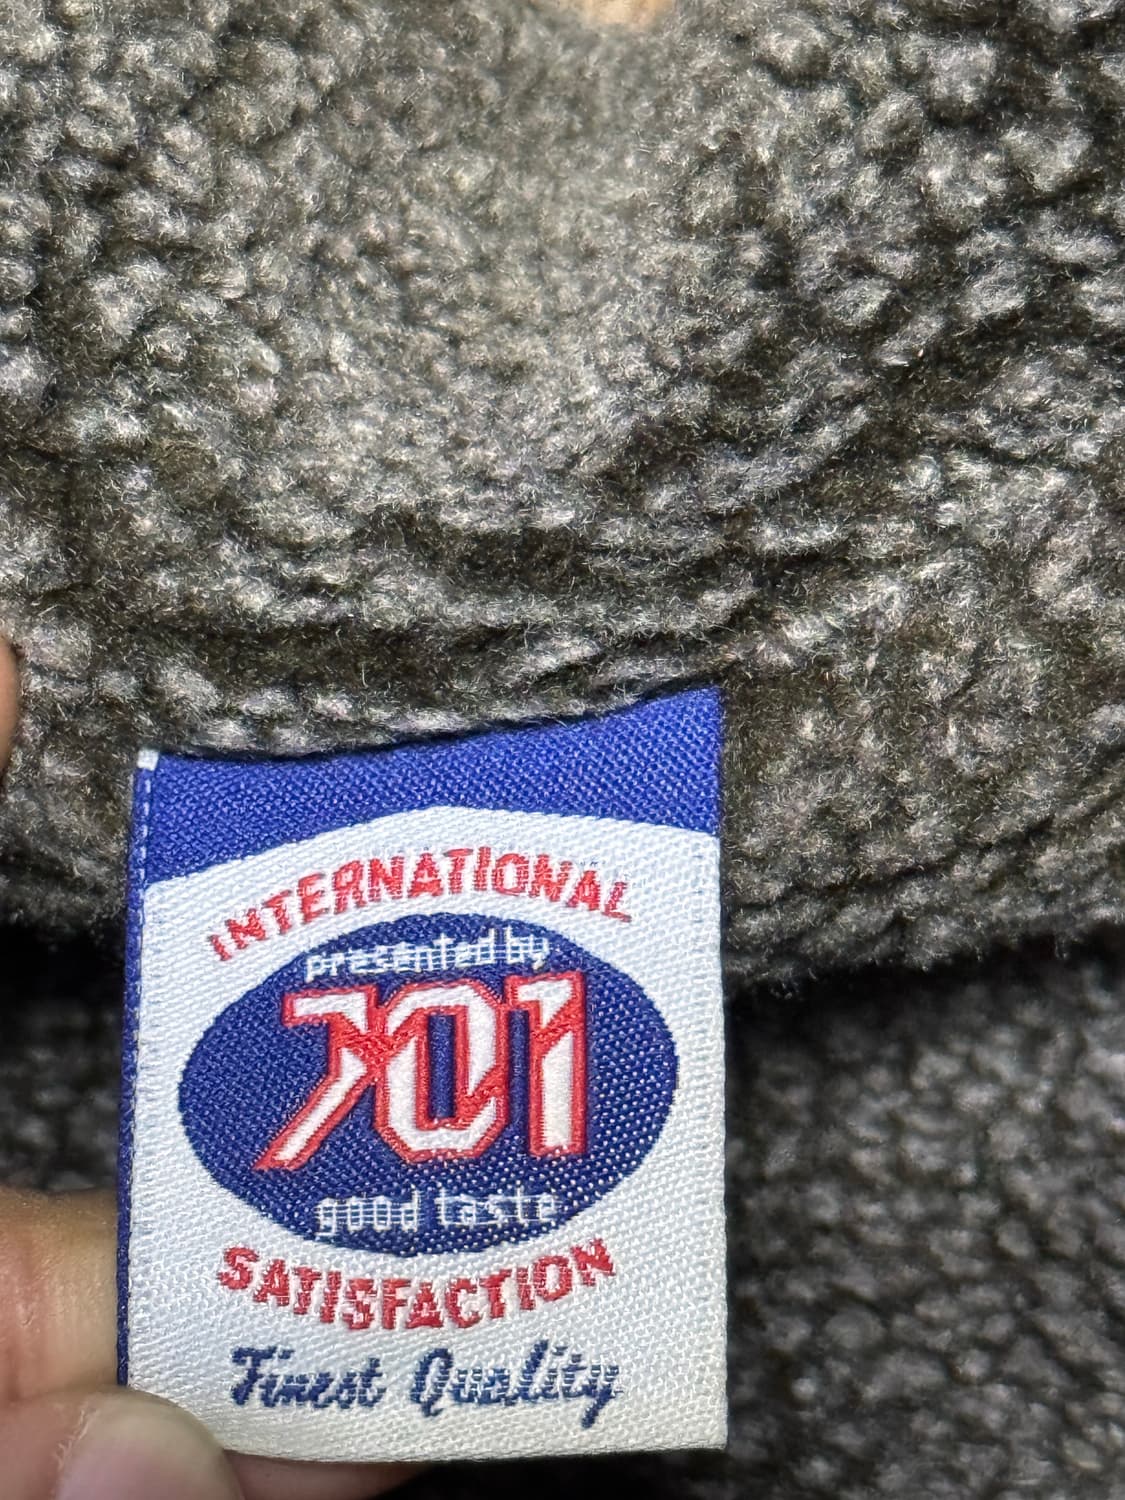 INTERNATIONAL
presented by
701
good taste
SATISFACTION
Finest Quality